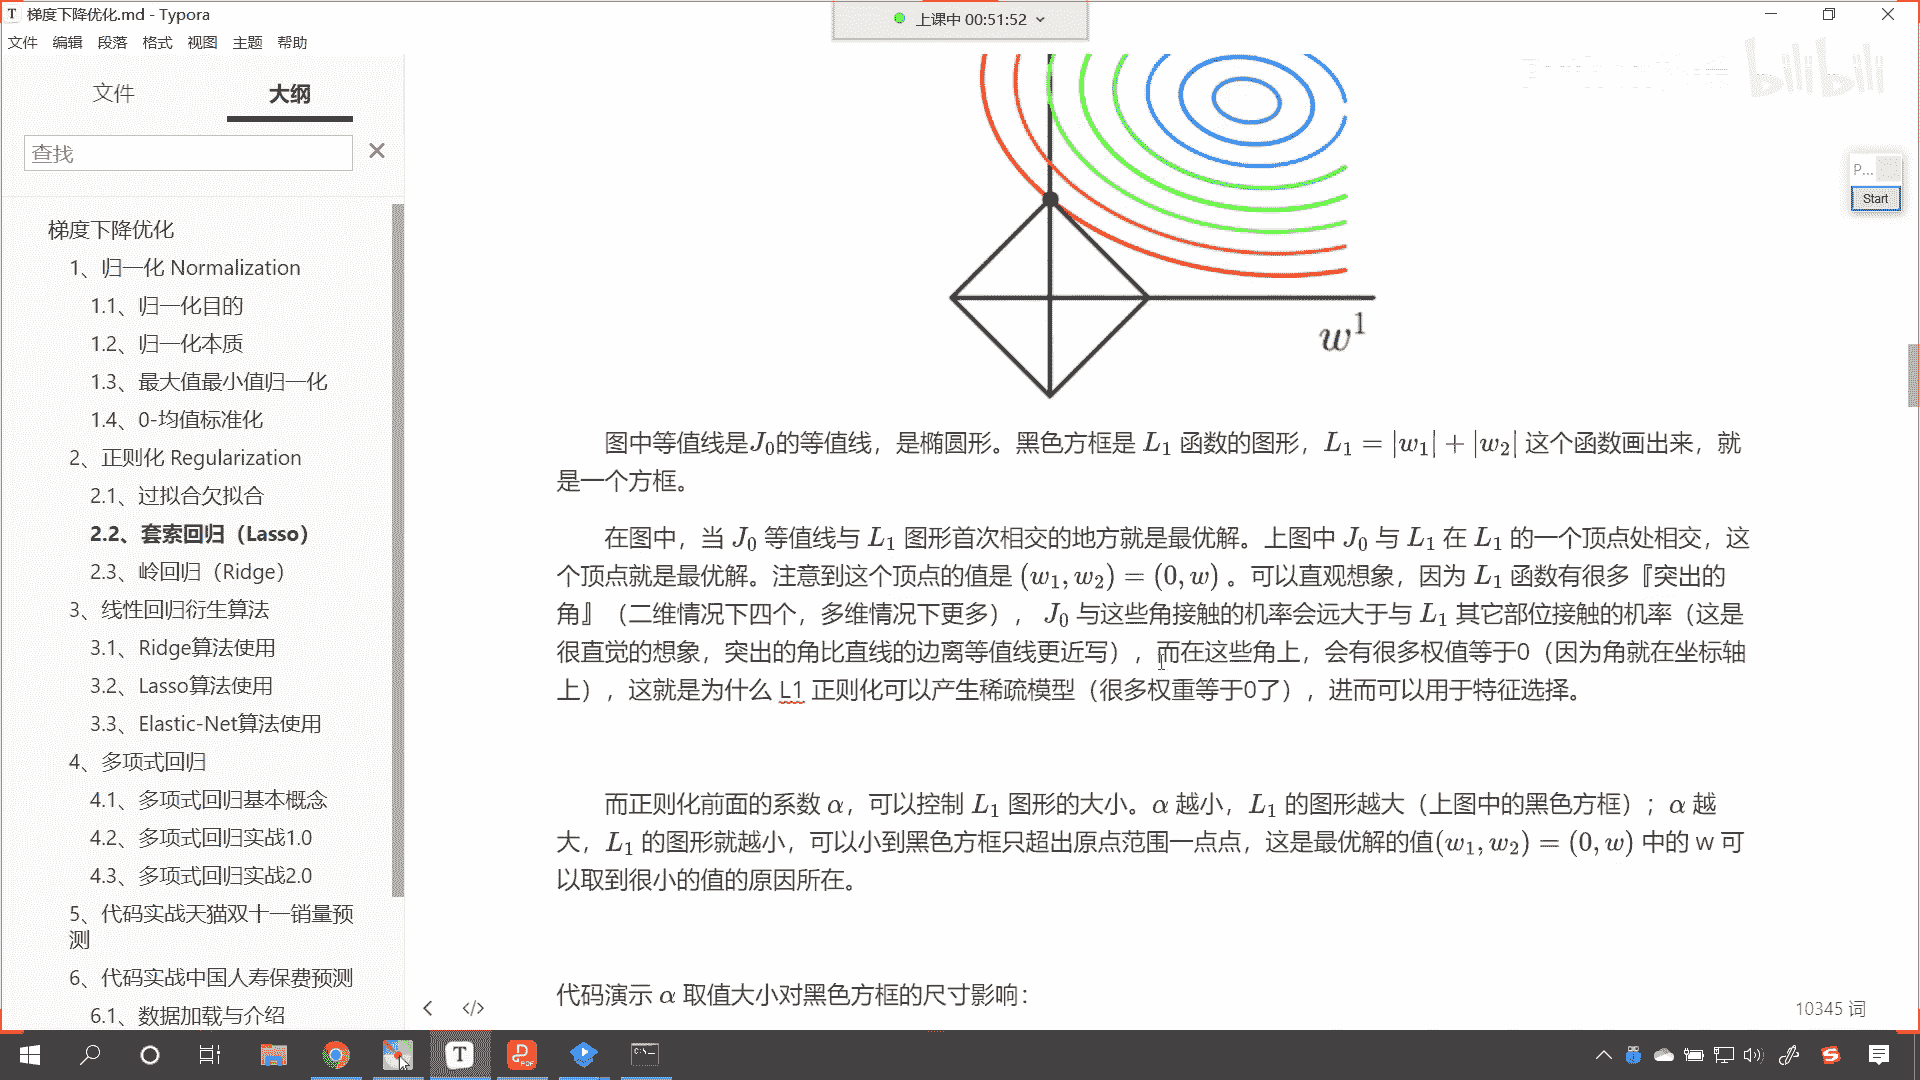 梯度下降优化.md - Typora
上课中 00:51:52
文件 编辑 段落 格式 视图 主题 帮助
bilibili
文件 大纲
查找
P...
Start
梯度下降优化
1、归一化 Normalization
1.1、归一化目的
1.2、归一化本质
1.3、最大值最小值归一化
1.4、0-均值标准化
2、正则化 Regularization
2.1、过拟合欠拟合
2.2、套索回归（Lasso）
2.3、岭回归（Ridge）
3、线性回归衍生算法
3.1、Ridge算法使用
3.2、Lasso算法使用
3.3、Elastic-Net算法使用
4、多项式回归
4.1、多项式回归基本概念
4.2、多项式回归实战1.0
4.3、多项式回归实战2.0
5、代码实战天猫双十一销量预
测
6、代码实战中国人寿保费预测
6.1、数据加载与介绍
w¹
图中等值线是J₀的等值线，是椭圆形。黑色方框是 L₁ 函数的图形，L₁ = |w₁| + |w₂| 这个函数画出来，就
是一个方框。
在图中，当 J₀ 等值线与 L₁ 图形首次相交的地方就是最优解。上图中 J₀ 与 L₁ 在 L₁ 的一个顶点处相交，这
个顶点就是最优解。注意到这个顶点的值是 (w₁, w₂) = (0, w) 。可以直观想象，因为 L₁ 函数有很多『突出的
角』（二维情况下四个，多维情况下更多）， J₀ 与这些角接触的机率会远大于与 L₁ 其它部位接触的机率（这是
很直觉的想象，突出的角比直线的边离等值线更近写），而在这些角上，会有很多权值等于0（因为角就在坐标轴
上），这就是为什么 L1 正则化可以产生稀疏模型（很多权重等于0了），进而可以用于特征选择。
而正则化前面的系数 α，可以控制 L₁ 图形的大小。α 越小，L₁ 的图形越大（上图中的黑色方框）；α 越
大，L₁ 的图形就越小，可以小到黑色方框只超出原点范围一点点，这是最优解的值(w₁, w₂) = (0, w) 中的 w 可
以取到很小的值的原因所在。
代码演示 α 取值大小对黑色方框的尺寸影响：
10345 词